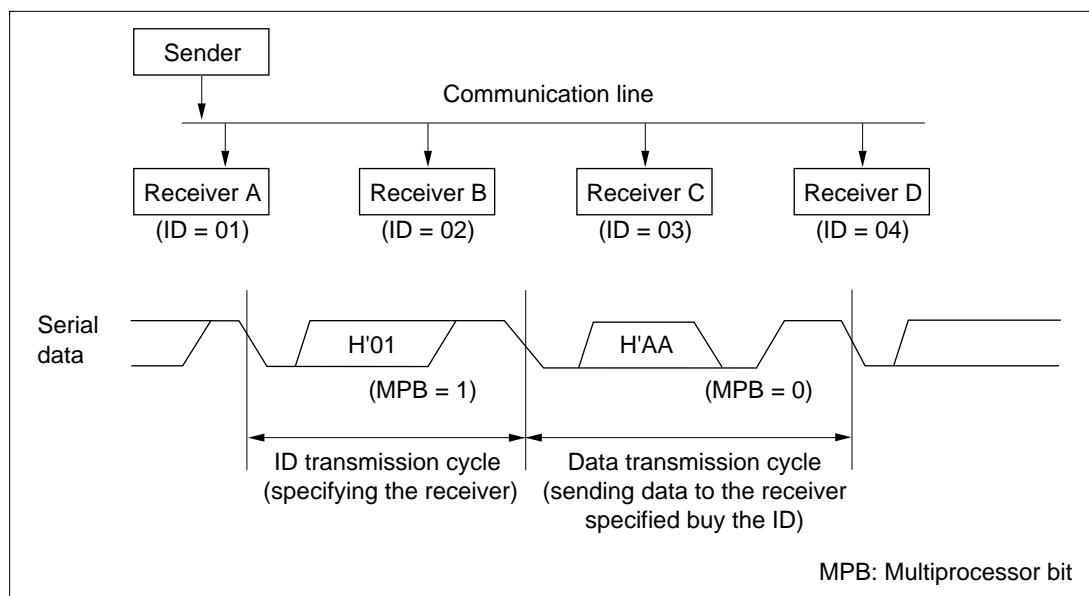 Sender
Communication line
Receiver A Receiver B Receiver C Receiver D
(ID = 01) (ID = 02) (ID = 03) (ID = 04)
Serial
data
H'01 H'AA
(MPB = 1) (MPB = 0)
ID transmission cycle
(specifying the receiver)
Data transmission cycle
(sending data to the receiver
specified buy the ID)
MPB: Multiprocessor bit